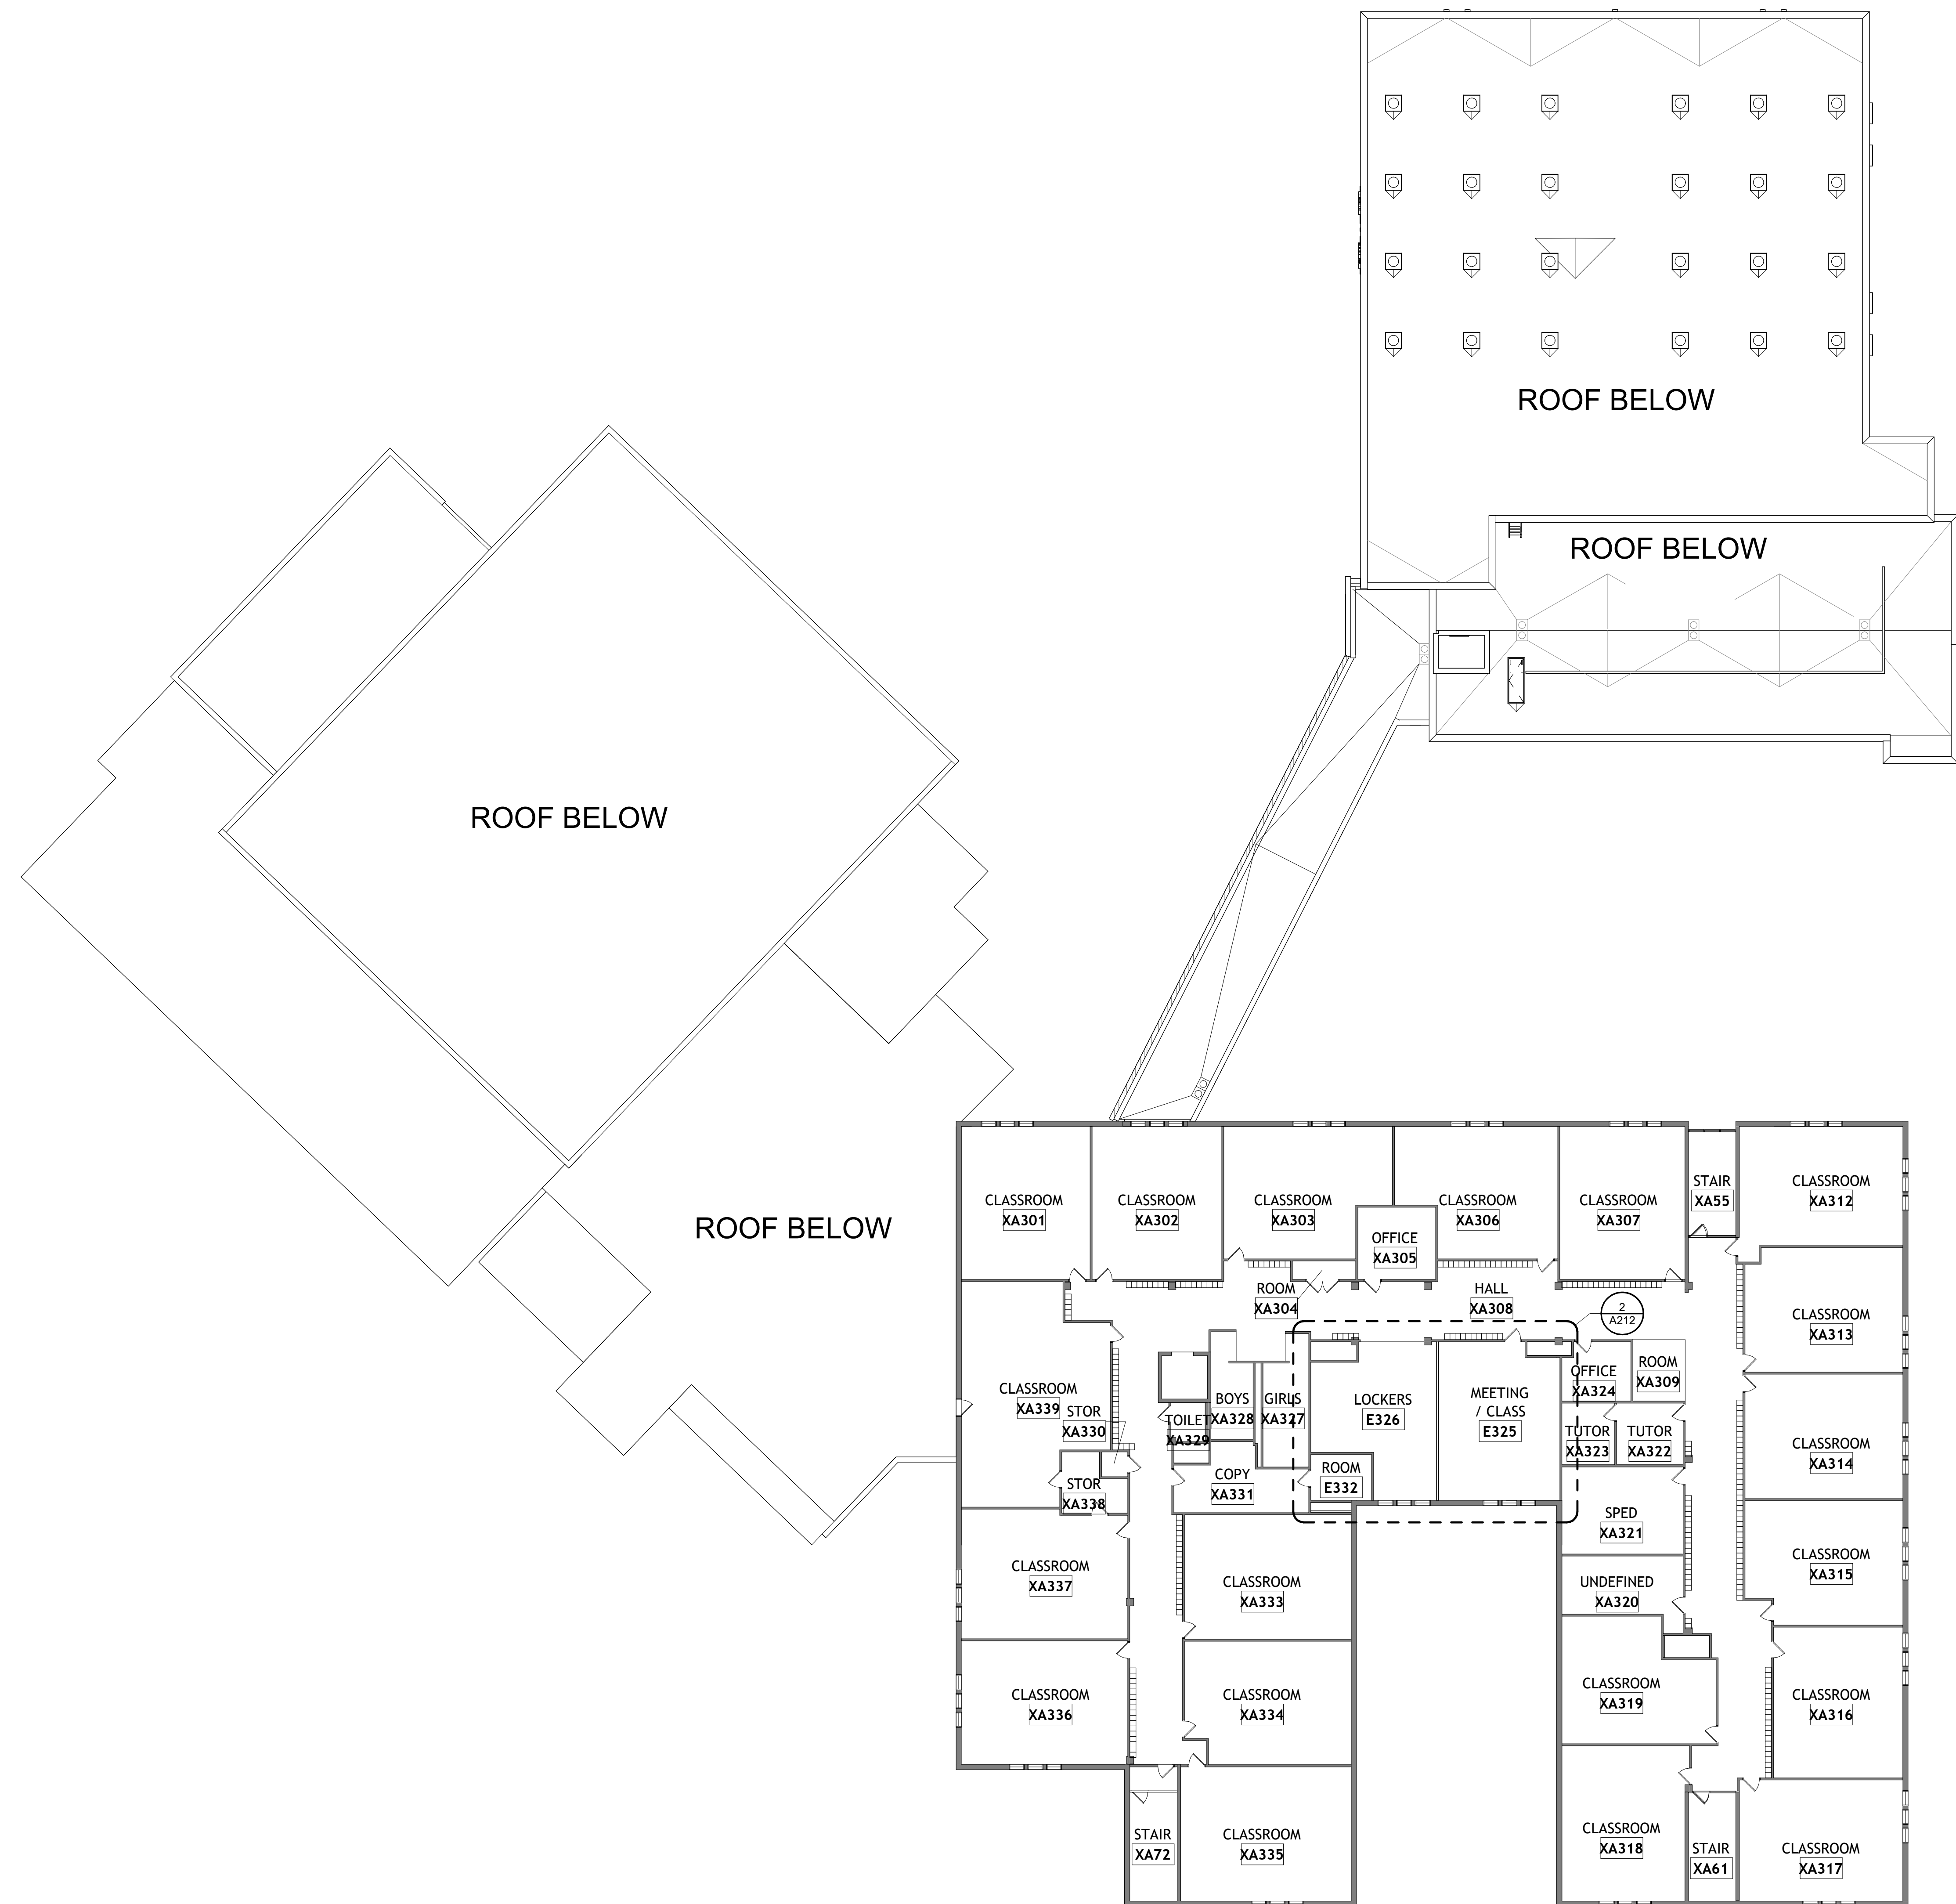 ROOF BELOW
ROOF BELOW
ROOF BELOW
ROOF BELOW
CLASSROOM
XA301
CLASSROOM
XA302
CLASSROOM
XA303
CLASSROOM
XA306
CLASSROOM
XA307
STAIR
XA55
CLASSROOM
XA312
OFFICE
XA305
ROOM
XA304
HALL
XA308
2
A212
CLASSROOM
XA313
CLASSROOM
XA339
STOR
XA330
BOYS
XA328
GIRLS
XA327
TOILET
XA329
LOCKERS
E326
MEETING
/ CLASS
E325
OFFICE
XA324
ROOM
XA309
TUTOR
XA323
TUTOR
XA322
CLASSROOM
XA314
STOR
XA338
COPY
XA331
ROOM
E332
SPED
XA321
CLASSROOM
XA315
CLASSROOM
XA337
CLASSROOM
XA333
UNDEFINED
XA320
CLASSROOM
XA336
CLASSROOM
XA334
CLASSROOM
XA319
CLASSROOM
XA316
STAIR
XA72
CLASSROOM
XA335
CLASSROOM
XA318
STAIR
XA61
CLASSROOM
XA317